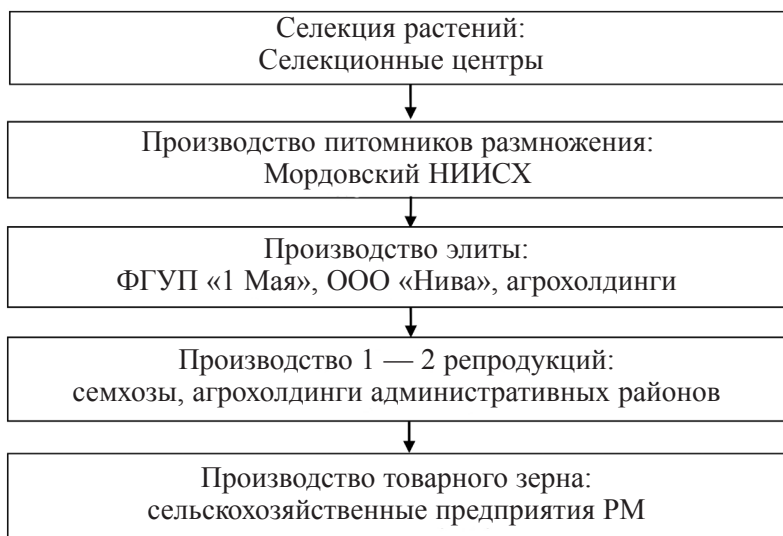 Селекция растений:
Селекционные центры
Производство питомников размножения:
Мордовский НИИСХ
Производство элиты:
ФГУП «1 Мая», ООО «Нива», агрохолдинги
Производство 1 — 2 репродукций:
семхозы, агрохолдинги административных районов
Производство товарного зерна:
сельскохозяйственные предприятия РМ